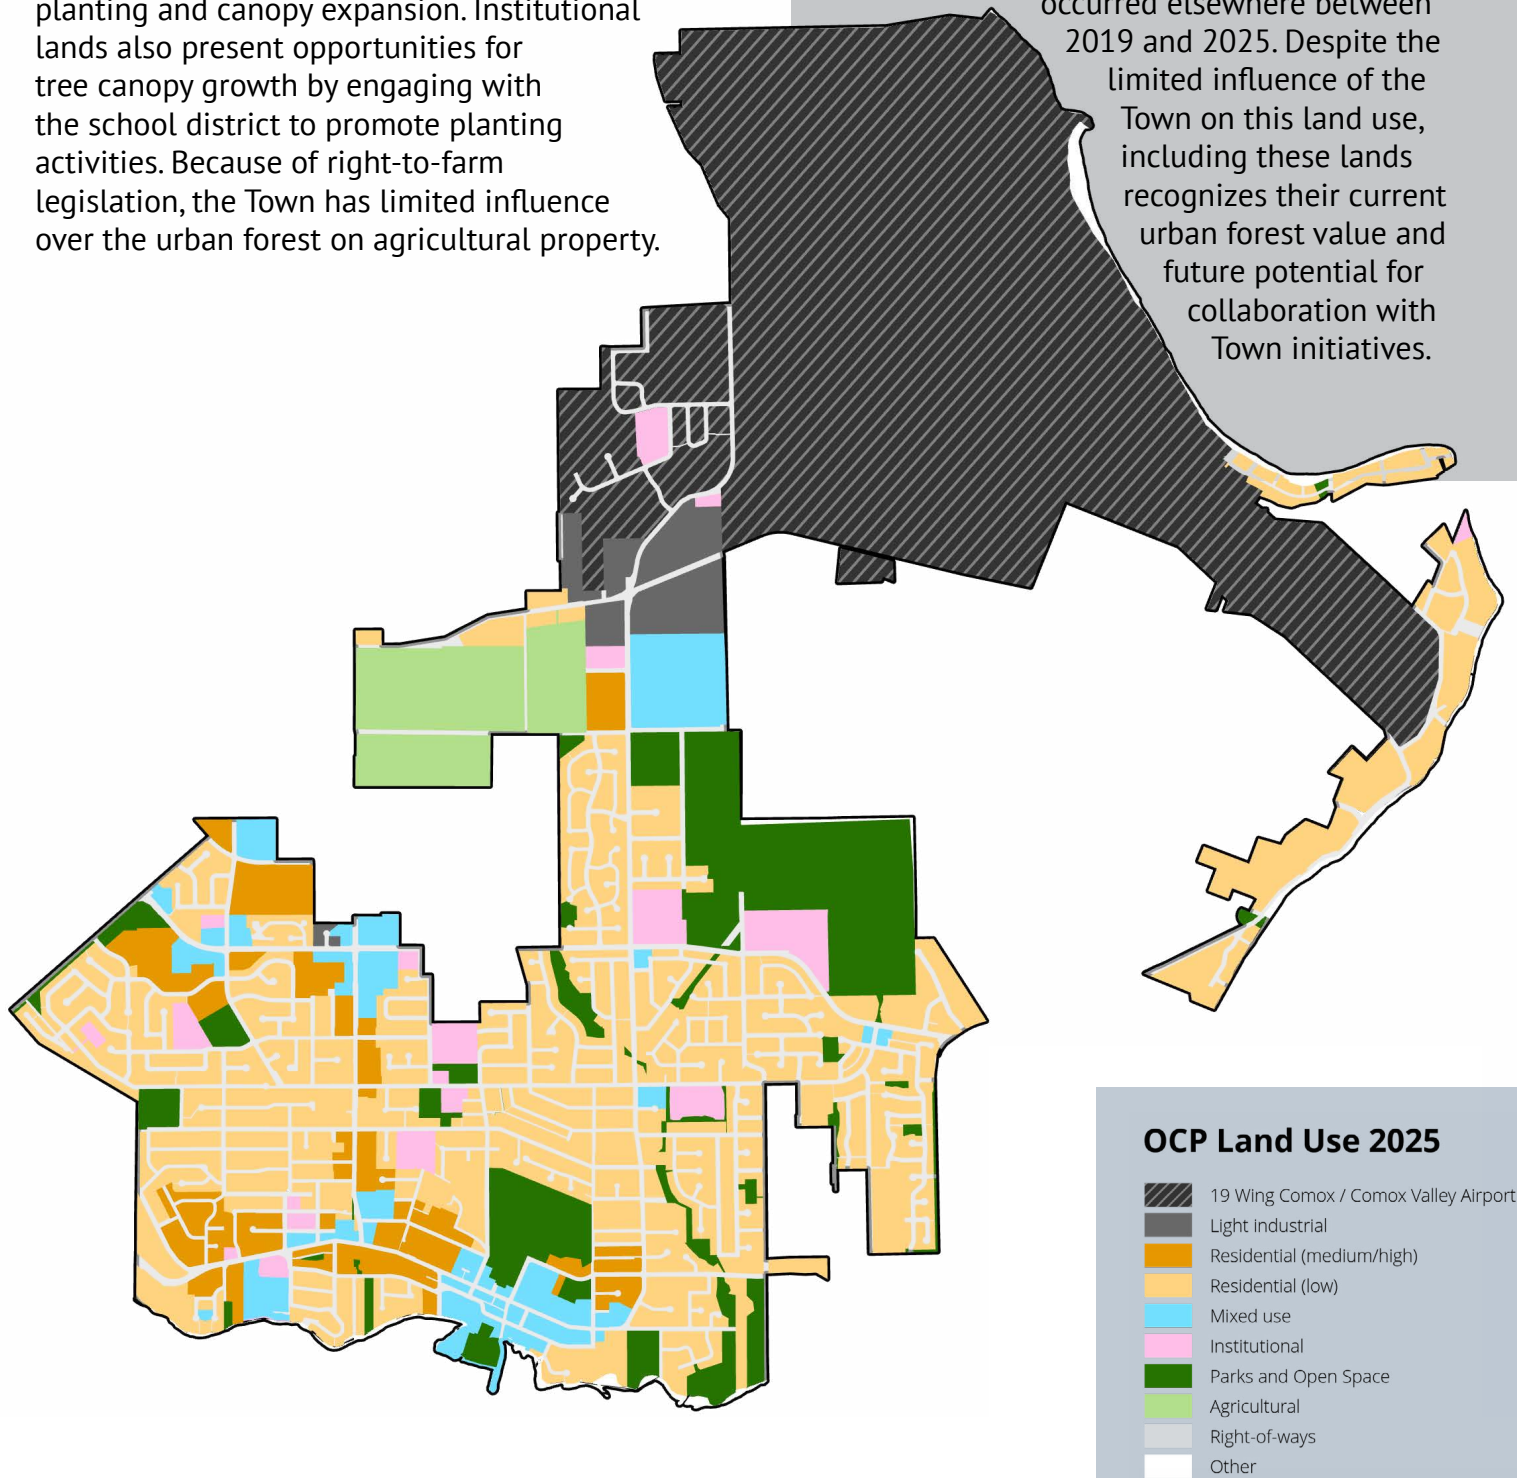 planting and canopy expansion. Institutional
lands also present opportunities for
tree canopy growth by engaging with
the school district to promote planting
activities. Because of right-to-farm
legislation, the Town has limited influence
over the urban forest on agricultural property.
occurred elsewhere between
2019 and 2025. Despite the
limited influence of the
Town on this land use,
including these lands
recognizes their current
urban forest value and
future potential for
collaboration with
Town initiatives.
OCP Land Use 2025
19 Wing Comox / Comox Valley Airport
Light industrial
Residential (medium/high)
Residential (low)
Mixed use
Institutional
Parks and Open Space
Agricultural
Right-of-ways
Other